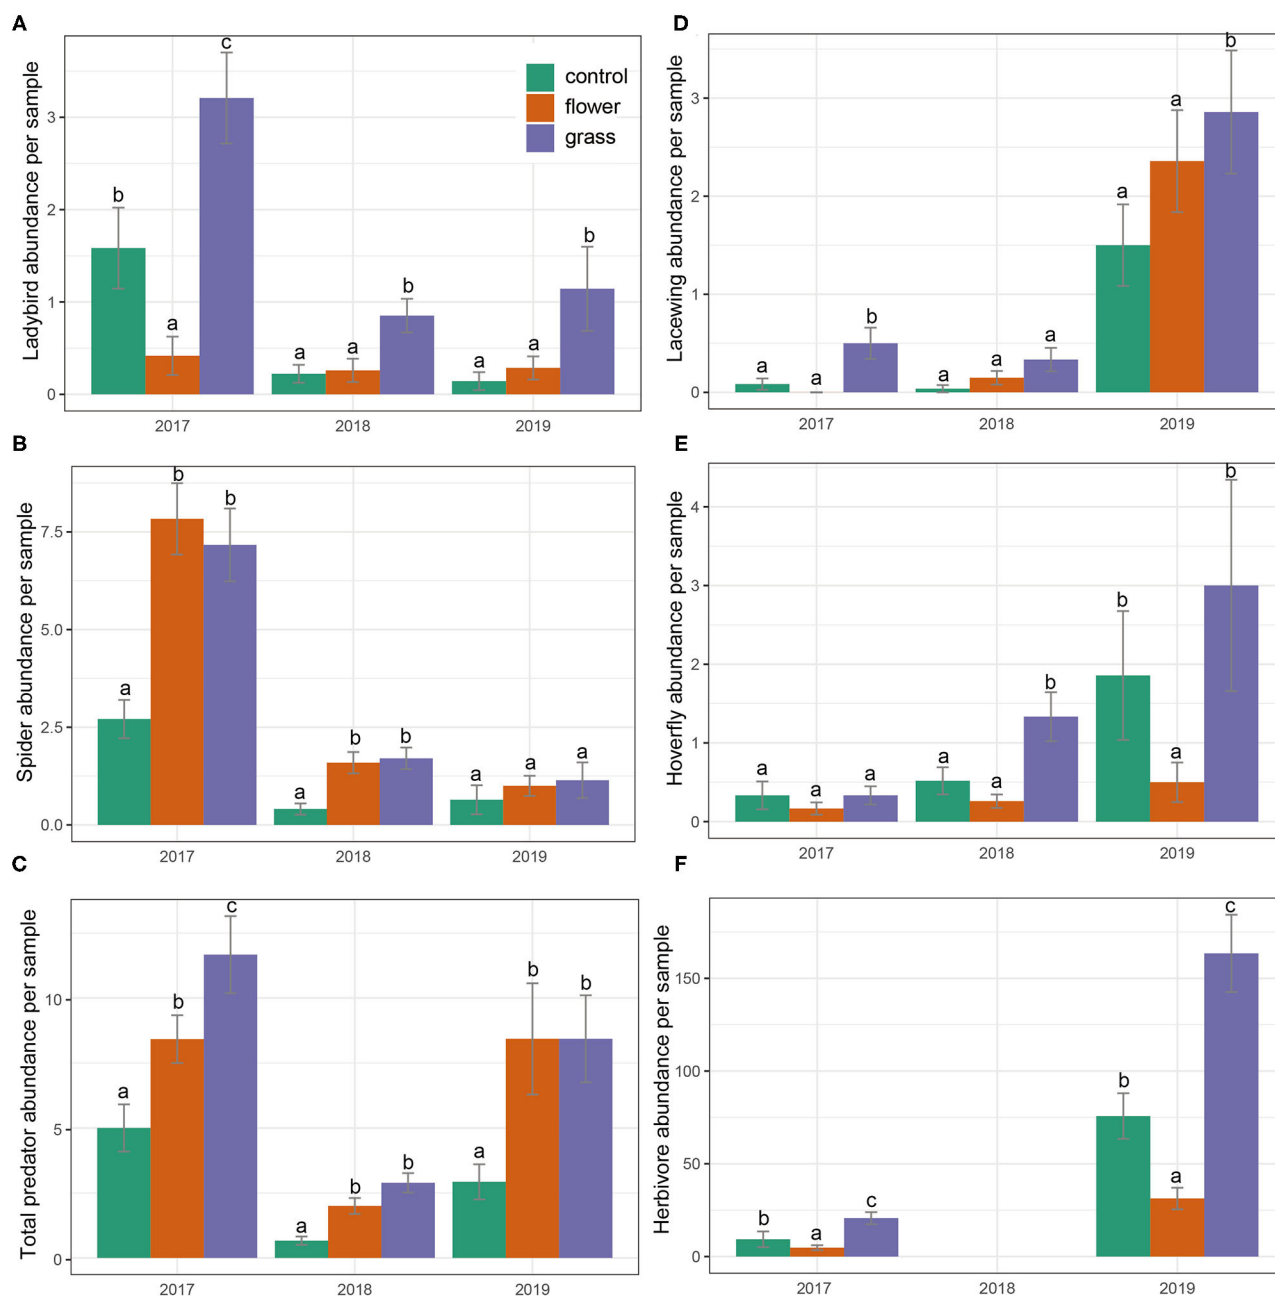 A
Ladybird abundance per sample
3
2
1
0
c
b
a
a
a
b
a
a
b
control
flower
grass
2017
2018
2019
D
Lacewing abundance per sample
3
2
1
0
a
a
b
a
a
a
a
a
b
2017
2018
2019
B
Spider abundance per sample
7.5
5.0
2.5
0.0
a
b
b
a
b
b
a
a
a
2017
2018
2019
E
Hoverfly abundance per sample
4
3
2
1
0
a
a
a
a
a
b
b
a
b
2017
2018
2019
C
Total predator abundance per sample
10
5
0
a
b
c
a
b
b
a
b
b
2017
2018
2019
F
Herbivore abundance per sample
150
100
50
0
b
a
c
b
a
c
2017
2018
2019